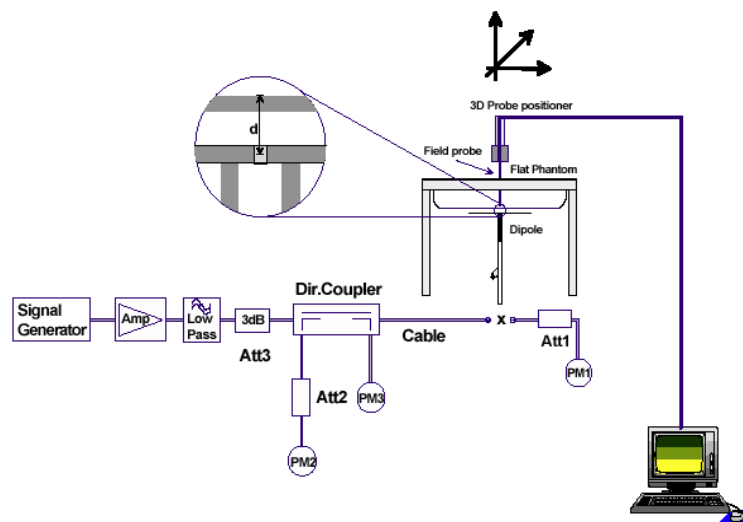 3D Probe positioner
d
Field probe
Flat Phantom
Dipole
Dir.Coupler
Signal
Generator
Amp
Low
Pass
3dB
Att3
Cable
x
Att1
PM1
Att2
PM3
PM2